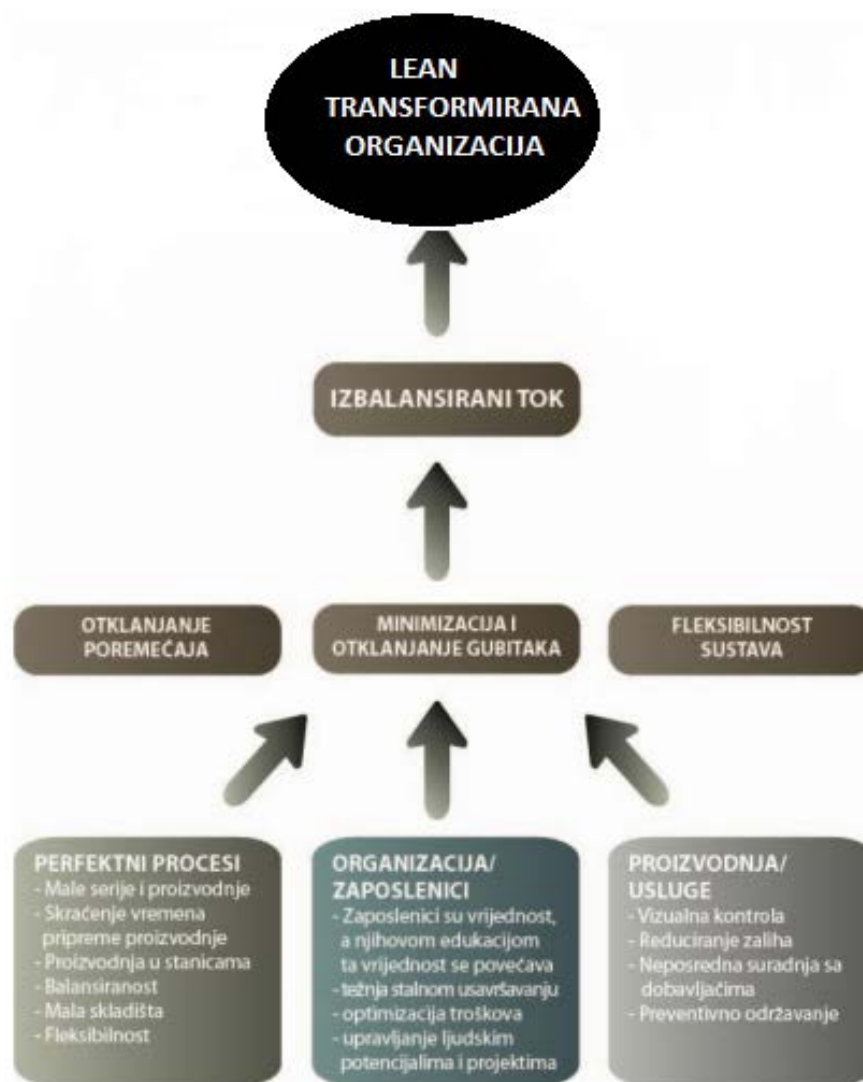 LEAN
TRANSFORMIRANA
ORGANIZACIJA
IZBALANSIRANI TOK
OTKLANJANJE
POREMEĆAJA
MINIMIZACIJA I
OTKLANJANJE GUBITAKA
FLEKSIBILNOST
SUSTAVA
PERFEKTNI PROCESI
- Male serije i proizvodnje
- Skraćenje vremena
pripreme proizvodnje
- Proizvodnja u stanicama
- Balansiranost
- Mala skladišta
- Fleksibilnost
ORGANIZACIJA/
ZAPOSLENICI
- Zaposlenici su vrijednost,
a njihovom edukacijom
ta vrijednost se povećava
- težnja stalnom usavršavanju
- optimizacija troškova
- upravljanje ljudskim
potencijalima i projektima
PROIZVODNJA/
USLUGE
- Vizualna kontrola
- Reduciranje zaliha
- Neposredna suradnja sa
dobavljačima
- Preventivno održavanje